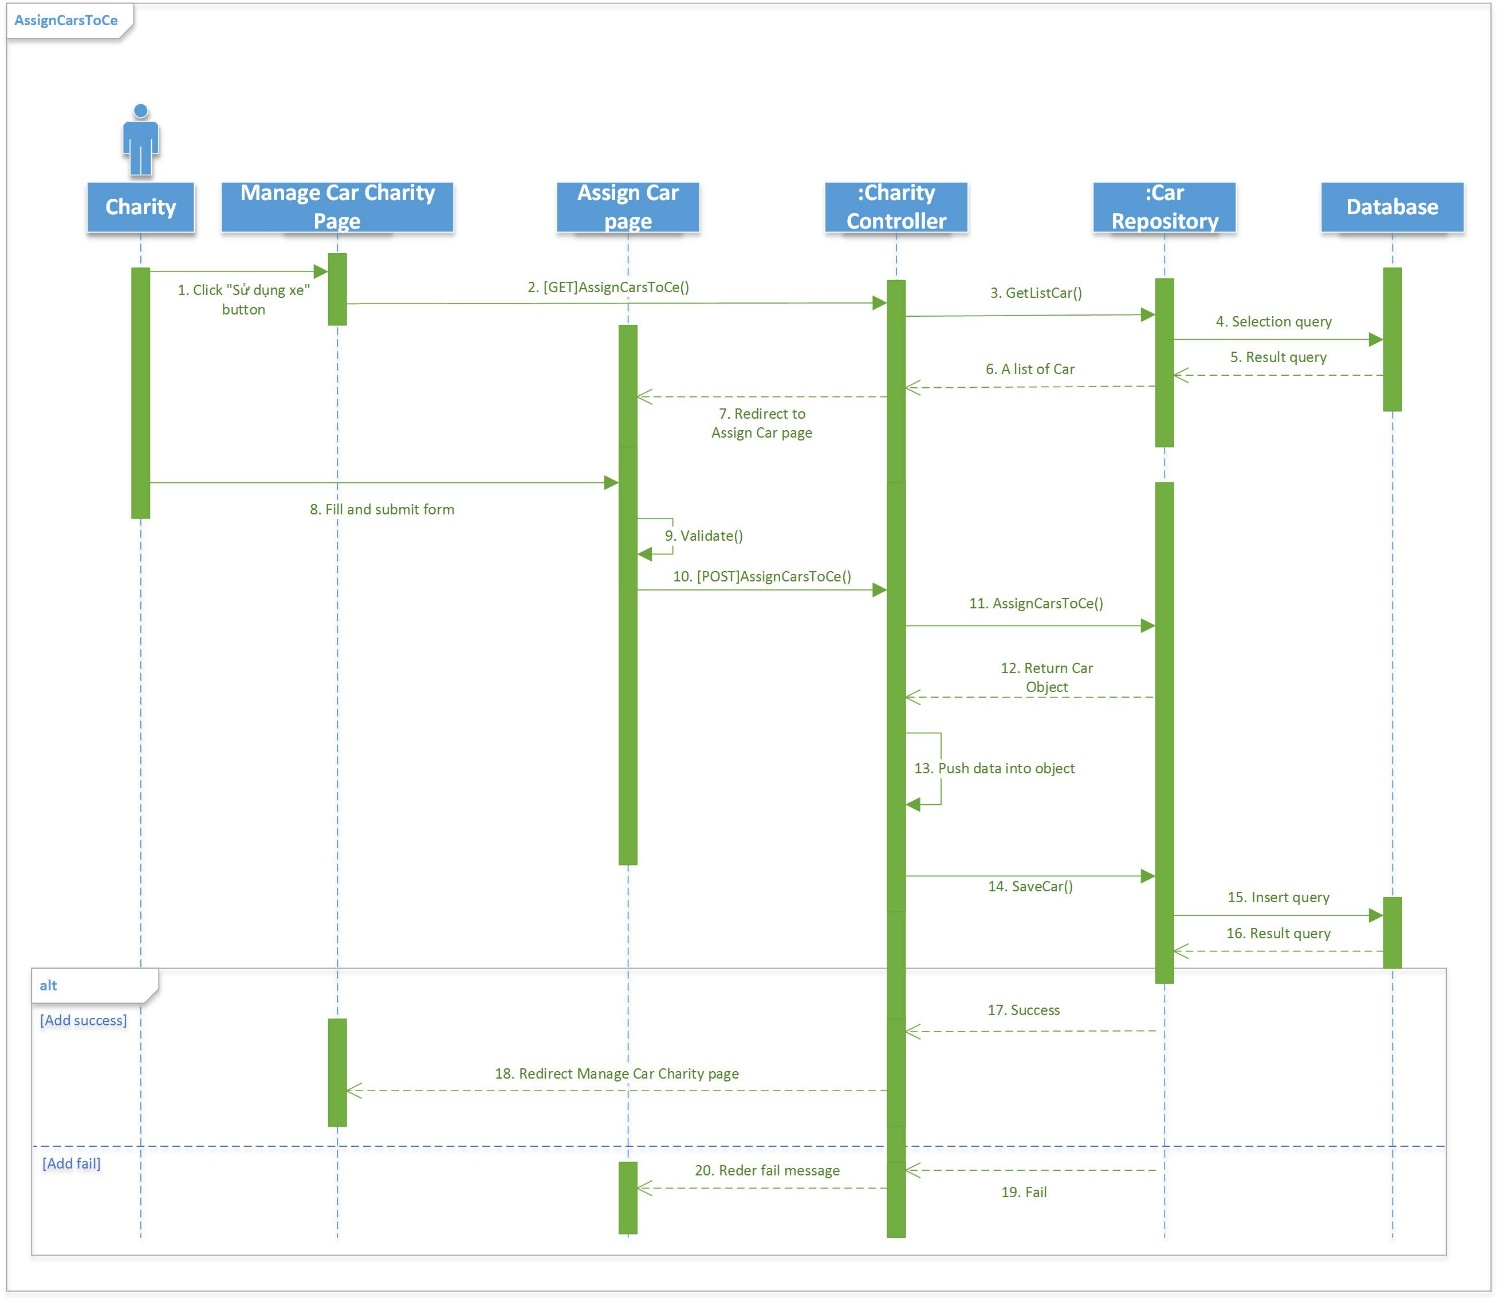 AssignCarsToCe
Charity
Manage Car Charity
Page
Assign Car
page
:Charity
Controller
:Car
Repository
Database
1. Click "Sử dụng xe"
button
2. [GET]AssignCarsToCe()
3. GetListCar()
4. Selection query
5. Result query
6. A list of Car
7. Redirect to
Assign Car page
8. Fill and submit form
9. Validate()
10. [POST]AssignCarsToCe()
11. AssignCarsToCe()
12. Return Car
Object
13. Push data into object
14. SaveCar()
15. Insert query
16. Result query
alt
[Add success]
17. Success
18. Redirect Manage Car Charity page
[Add fail]
20. Reder fail message
19. Fail